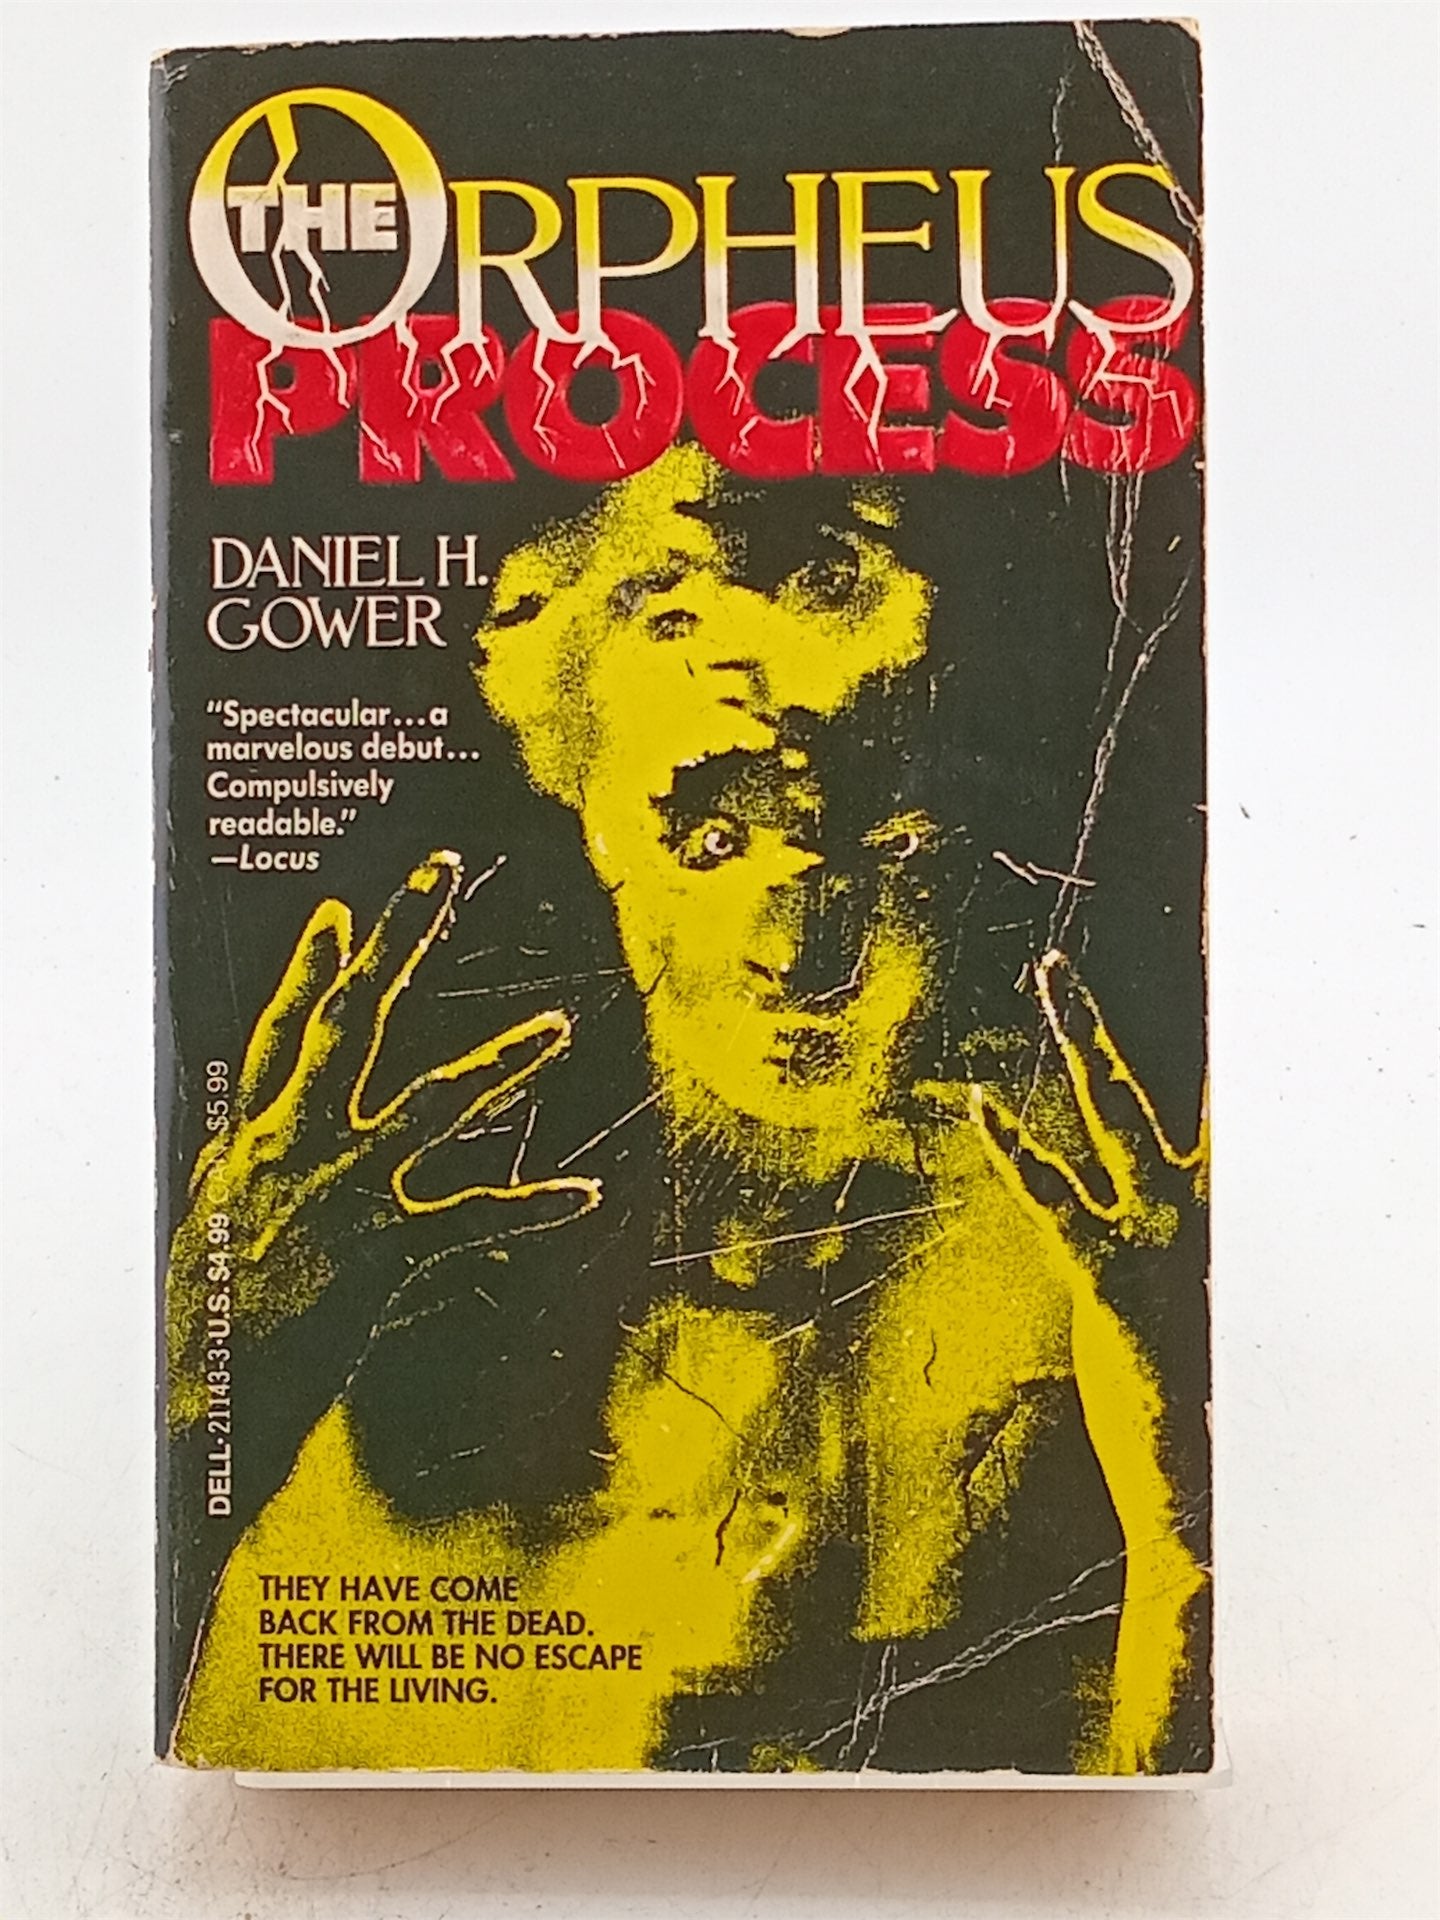 THE
ORPHEUS
PROCESS
DANIEL H.
GOWER
"Spectacular...a
marvelous debut...
Compulsively
readable."
—Locus
DELL·21143-3·U.S. $4.99 CAN. $5.99
THEY HAVE COME
BACK FROM THE DEAD.
THERE WILL BE NO ESCAPE
FOR THE LIVING.